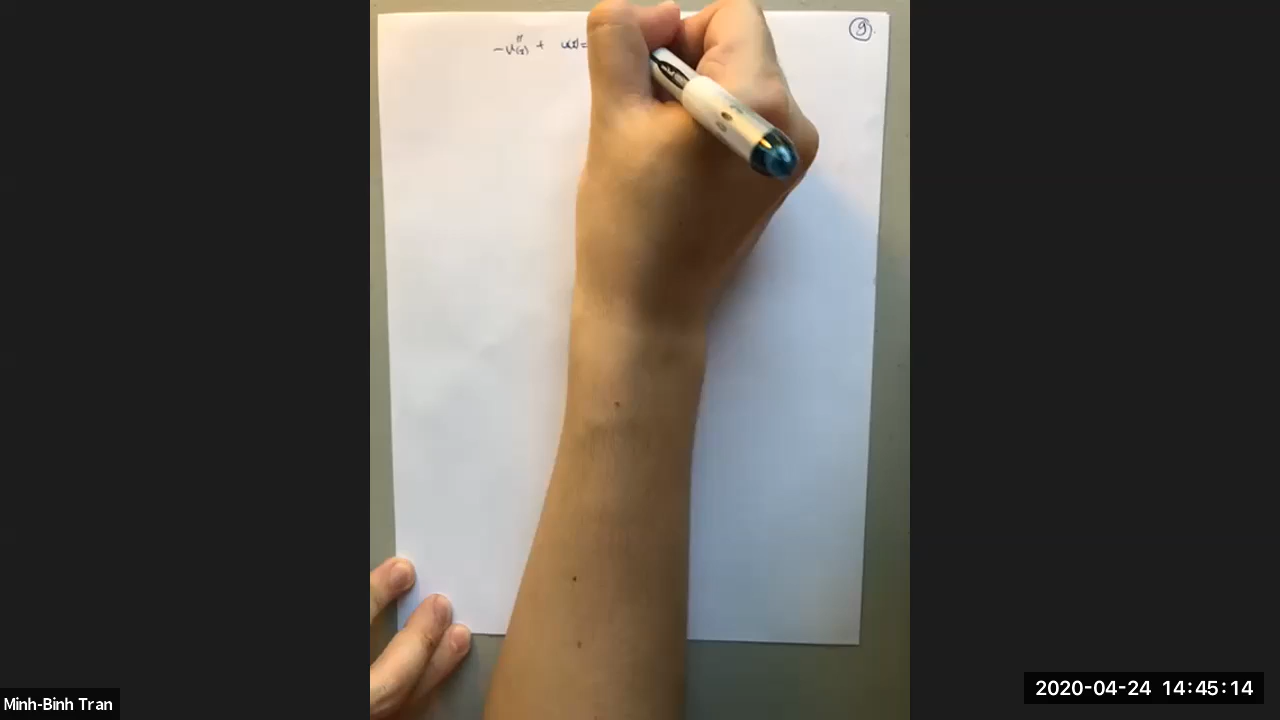 -u''(x) + u(x) =
9
Minh-Binh Tran
2020-04-24 14:45:14